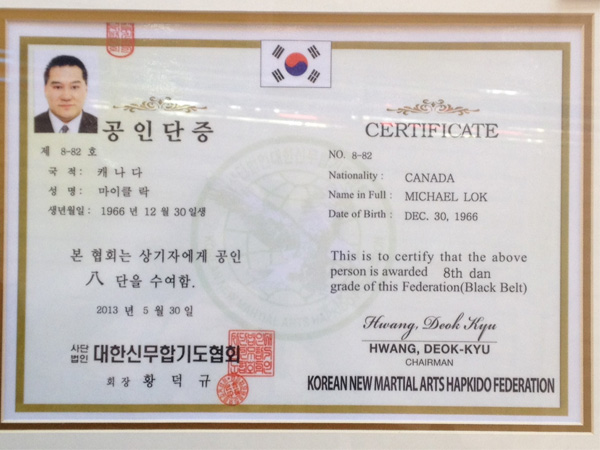 공인단증
제 8-82 호
국 적: 캐 나 다
성 명: 마이클 락
생년월일: 1966 년 12 월 30일생
본 협회는 상기자에게 공인
八 단을 수여함.
2013 년 5 월 30 일
사단법인 대한신무합기도협회
회 장 황 덕 규
CERTIFICATE
NO. 8-82
Nationality : CANADA
Name in Full : MICHAEL LOK
Date of Birth : DEC. 30, 1966
This is to certify that the above
person is awarded 8th dan
grade of this Federation(Black Belt)
Hwang, Deok Kyu
HWANG, DEOK-KYU
CHAIRMAN
KOREAN NEW MARTIAL ARTS HAPKIDO FEDERATION